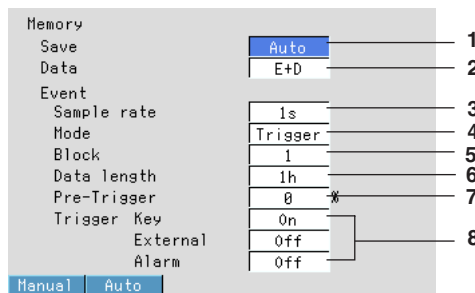 Memory
Save Auto 1
Data E+D 2
Event
Sample rate 1s 3
Mode Trigger 4
Block 1 5
Data length 1h 6
Pre-Trigger 0 % 7
Trigger Key On
External Off 8
Alarm Off
Manual Auto